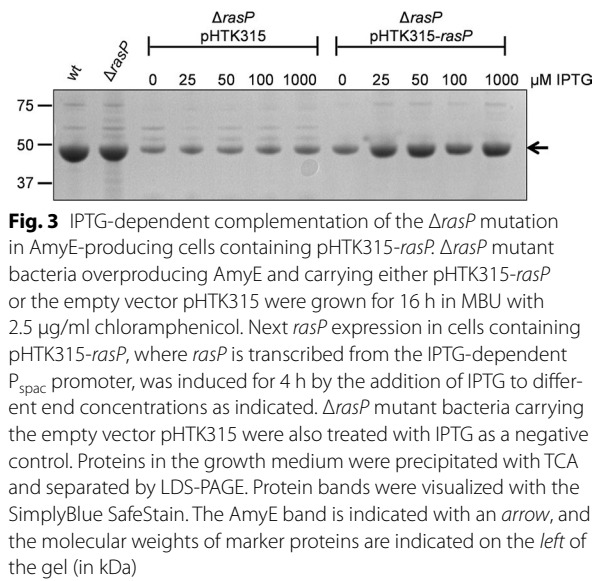 ΔrasP ΔrasP
pHTK315 pHTK315-rasP
wt ΔrasP 0 25 50 100 1000 0 25 50 100 1000 μM IPTG
75
50
37
Fig. 3 IPTG-dependent complementation of the ΔrasP mutation
in AmyE-producing cells containing pHTK315-rasP. ΔrasP mutant
bacteria overproducing AmyE and carrying either pHTK315-rasP
or the empty vector pHTK315 were grown for 16 h in MBU with
2.5 μg/ml chloramphenicol. Next rasP expression in cells containing
pHTK315-rasP, where rasP is transcribed from the IPTG-dependent
Pspac promoter, was induced for 4 h by the addition of IPTG to differ-
ent end concentrations as indicated. ΔrasP mutant bacteria carrying
the empty vector pHTK315 were also treated with IPTG as a negative
control. Proteins in the growth medium were precipitated with TCA
and separated by LDS-PAGE. Protein bands were visualized with the
SimplyBlue SafeStain. The AmyE band is indicated with an arrow, and
the molecular weights of marker proteins are indicated on the left of
the gel (in kDa)